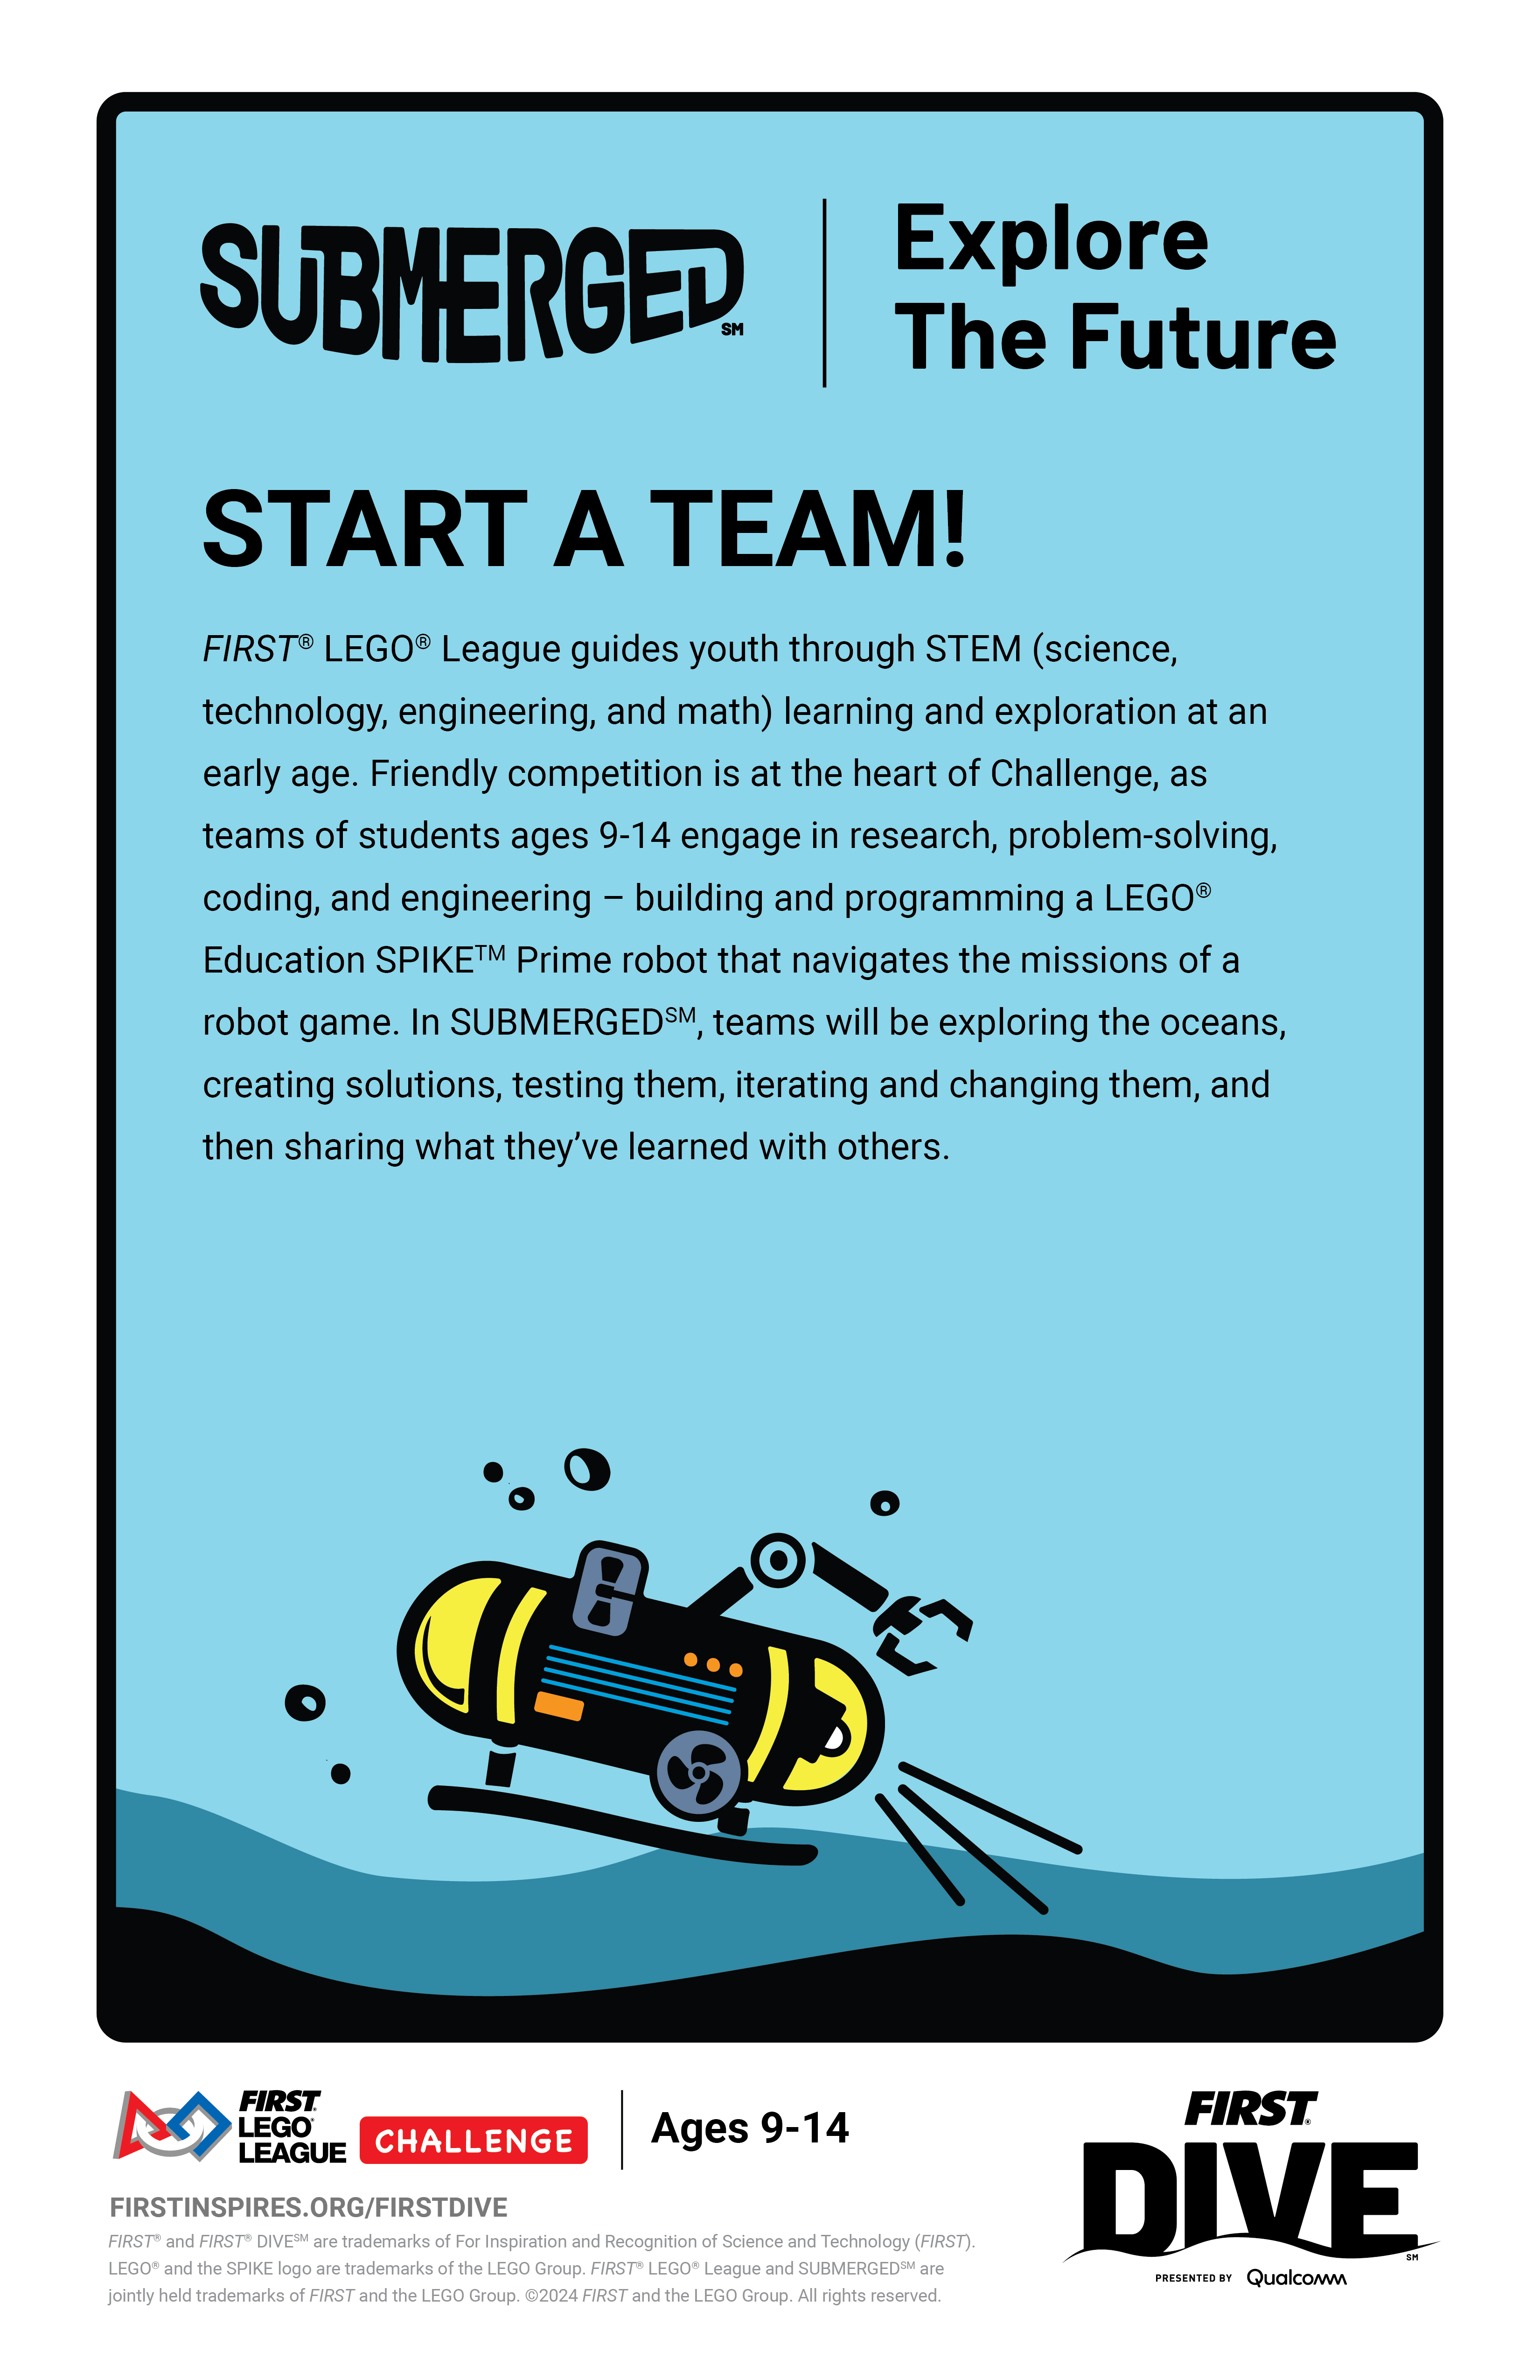 SUBMERGED℠
Explore
The Future
START A TEAM!
FIRST® LEGO® League guides youth through STEM (science,
technology, engineering, and math) learning and exploration at an
early age. Friendly competition is at the heart of Challenge, as
teams of students ages 9-14 engage in research, problem-solving,
coding, and engineering – building and programming a LEGO®
Education SPIKE™ Prime robot that navigates the missions of a
robot game. In SUBMERGED℠, teams will be exploring the oceans,
creating solutions, testing them, iterating and changing them, and
then sharing what they’ve learned with others.
FIRST®
LEGO®
LEAGUE
CHALLENGE
Ages 9-14
FIRSTINSPIRES.ORG/FIRSTDIVE
FIRST® and FIRST® DIVE℠ are trademarks of For Inspiration and Recognition of Science and Technology (FIRST).
LEGO® and the SPIKE logo are trademarks of the LEGO Group. FIRST® LEGO® League and SUBMERGED℠ are
jointly held trademarks of FIRST and the LEGO Group. ©2024 FIRST and the LEGO Group. All rights reserved.
FIRST®
DIVE℠
PRESENTED BY Qualcomm